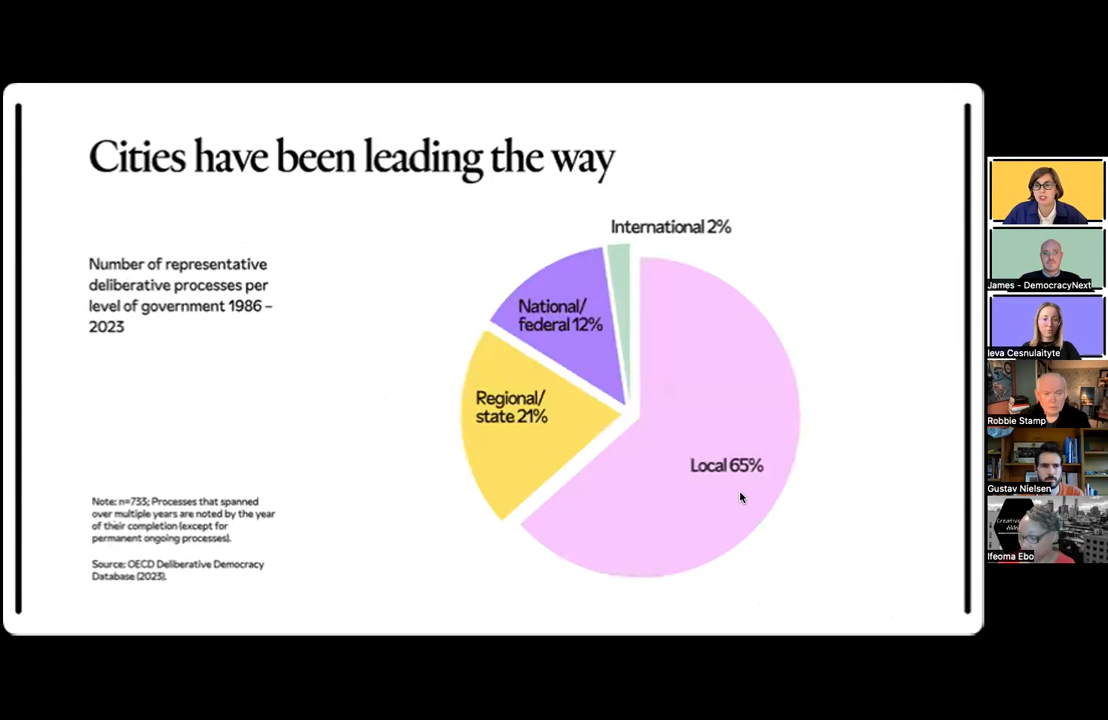 Cities have been leading the way
Number of representative
deliberative processes per
level of government 1986 –
2023
International 2%
National/
federal 12%
Regional/
state 21%
Local 65%
Note: n=733; Processes that spanned
over multiple years are noted by the year
of their completion (except for
permanent ongoing processes).
Source: OECD Deliberative Democracy
Database (2023).
James - DemocracyNext
Ieva Cesnulaityte
Robbie Stamp
Gustav Nielsen
Ifeoma Ebo